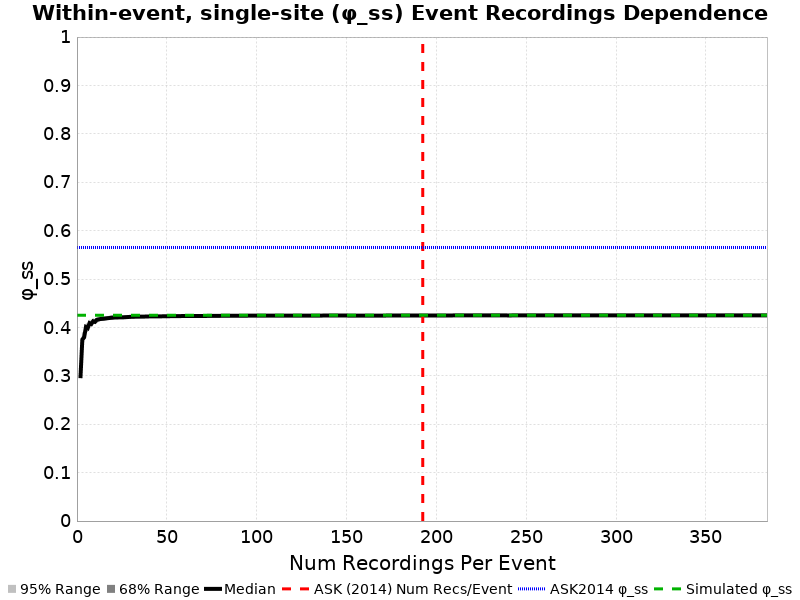 Within-event, single-site (φ_ss) Event Recordings Dependence
1
0.9
0.8
0.7
0.6
0.5
0.4
0.3
0.2
0.1
0
φ_ss
0 50 100 150 200 250 300 350
Num Recordings Per Event
95% Range 68% Range Median ASK (2014) Num Recs/Event ASK2014 φ_ss Simulated φ_ss